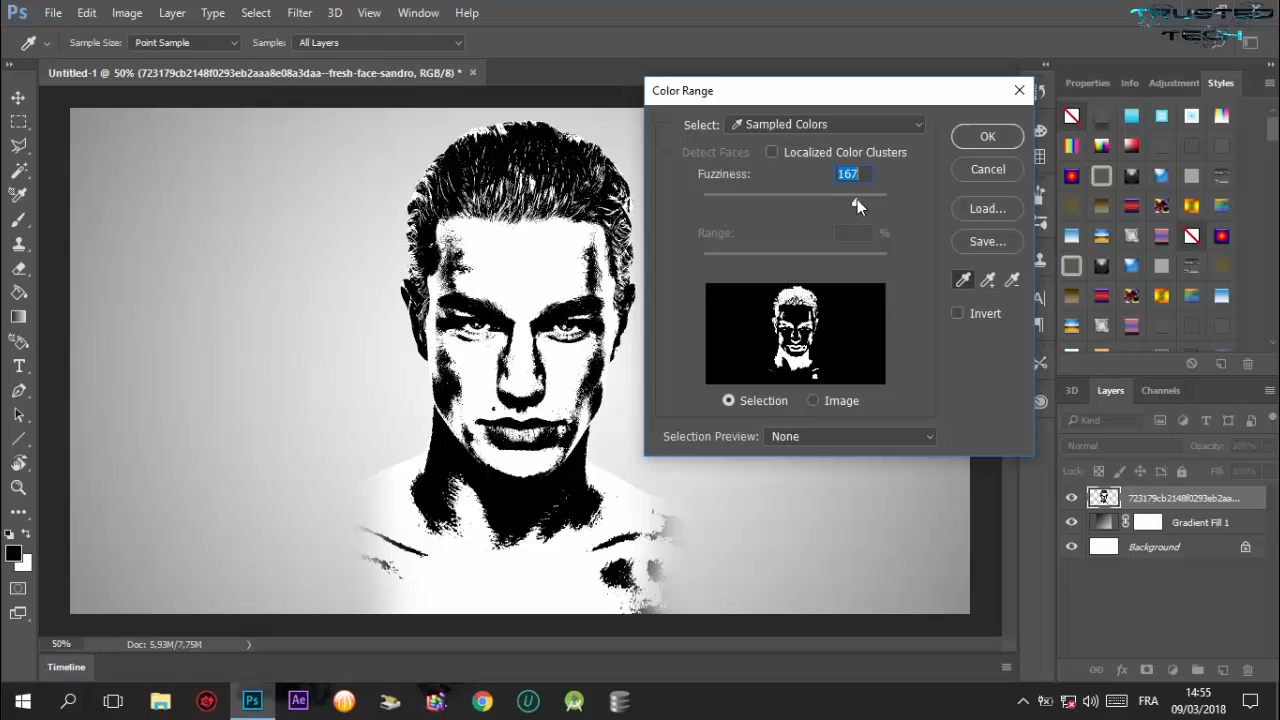 Ps File Edit Image Layer Type Select Filter 3D View Window Help
TRUSTED
TECH
Sample Size: Point Sample Sample: All Layers
Untitled-1 @ 50% (723179cb2148f0293eb2aaa8e08a3daa--fresh-face-sandro, RGB/8) * ×
Color Range
Select: Sampled Colors
Detect Faces Localized Color Clusters
Fuzziness: 167
Range: %
Selection Image
Selection Preview: None
OK
Cancel
Load...
Save...
Invert
Properties Info Adjustment Styles
3D Layers Channels
Kind
Normal Opacity: 100%
Lock: Fill: 100%
723179cb2148f0293eb2aa...
Gradient Fill 1
Background
50% Doc: 5,93M/7,75M
Timeline
Ps Ae U FRA 14:55
09/03/2018